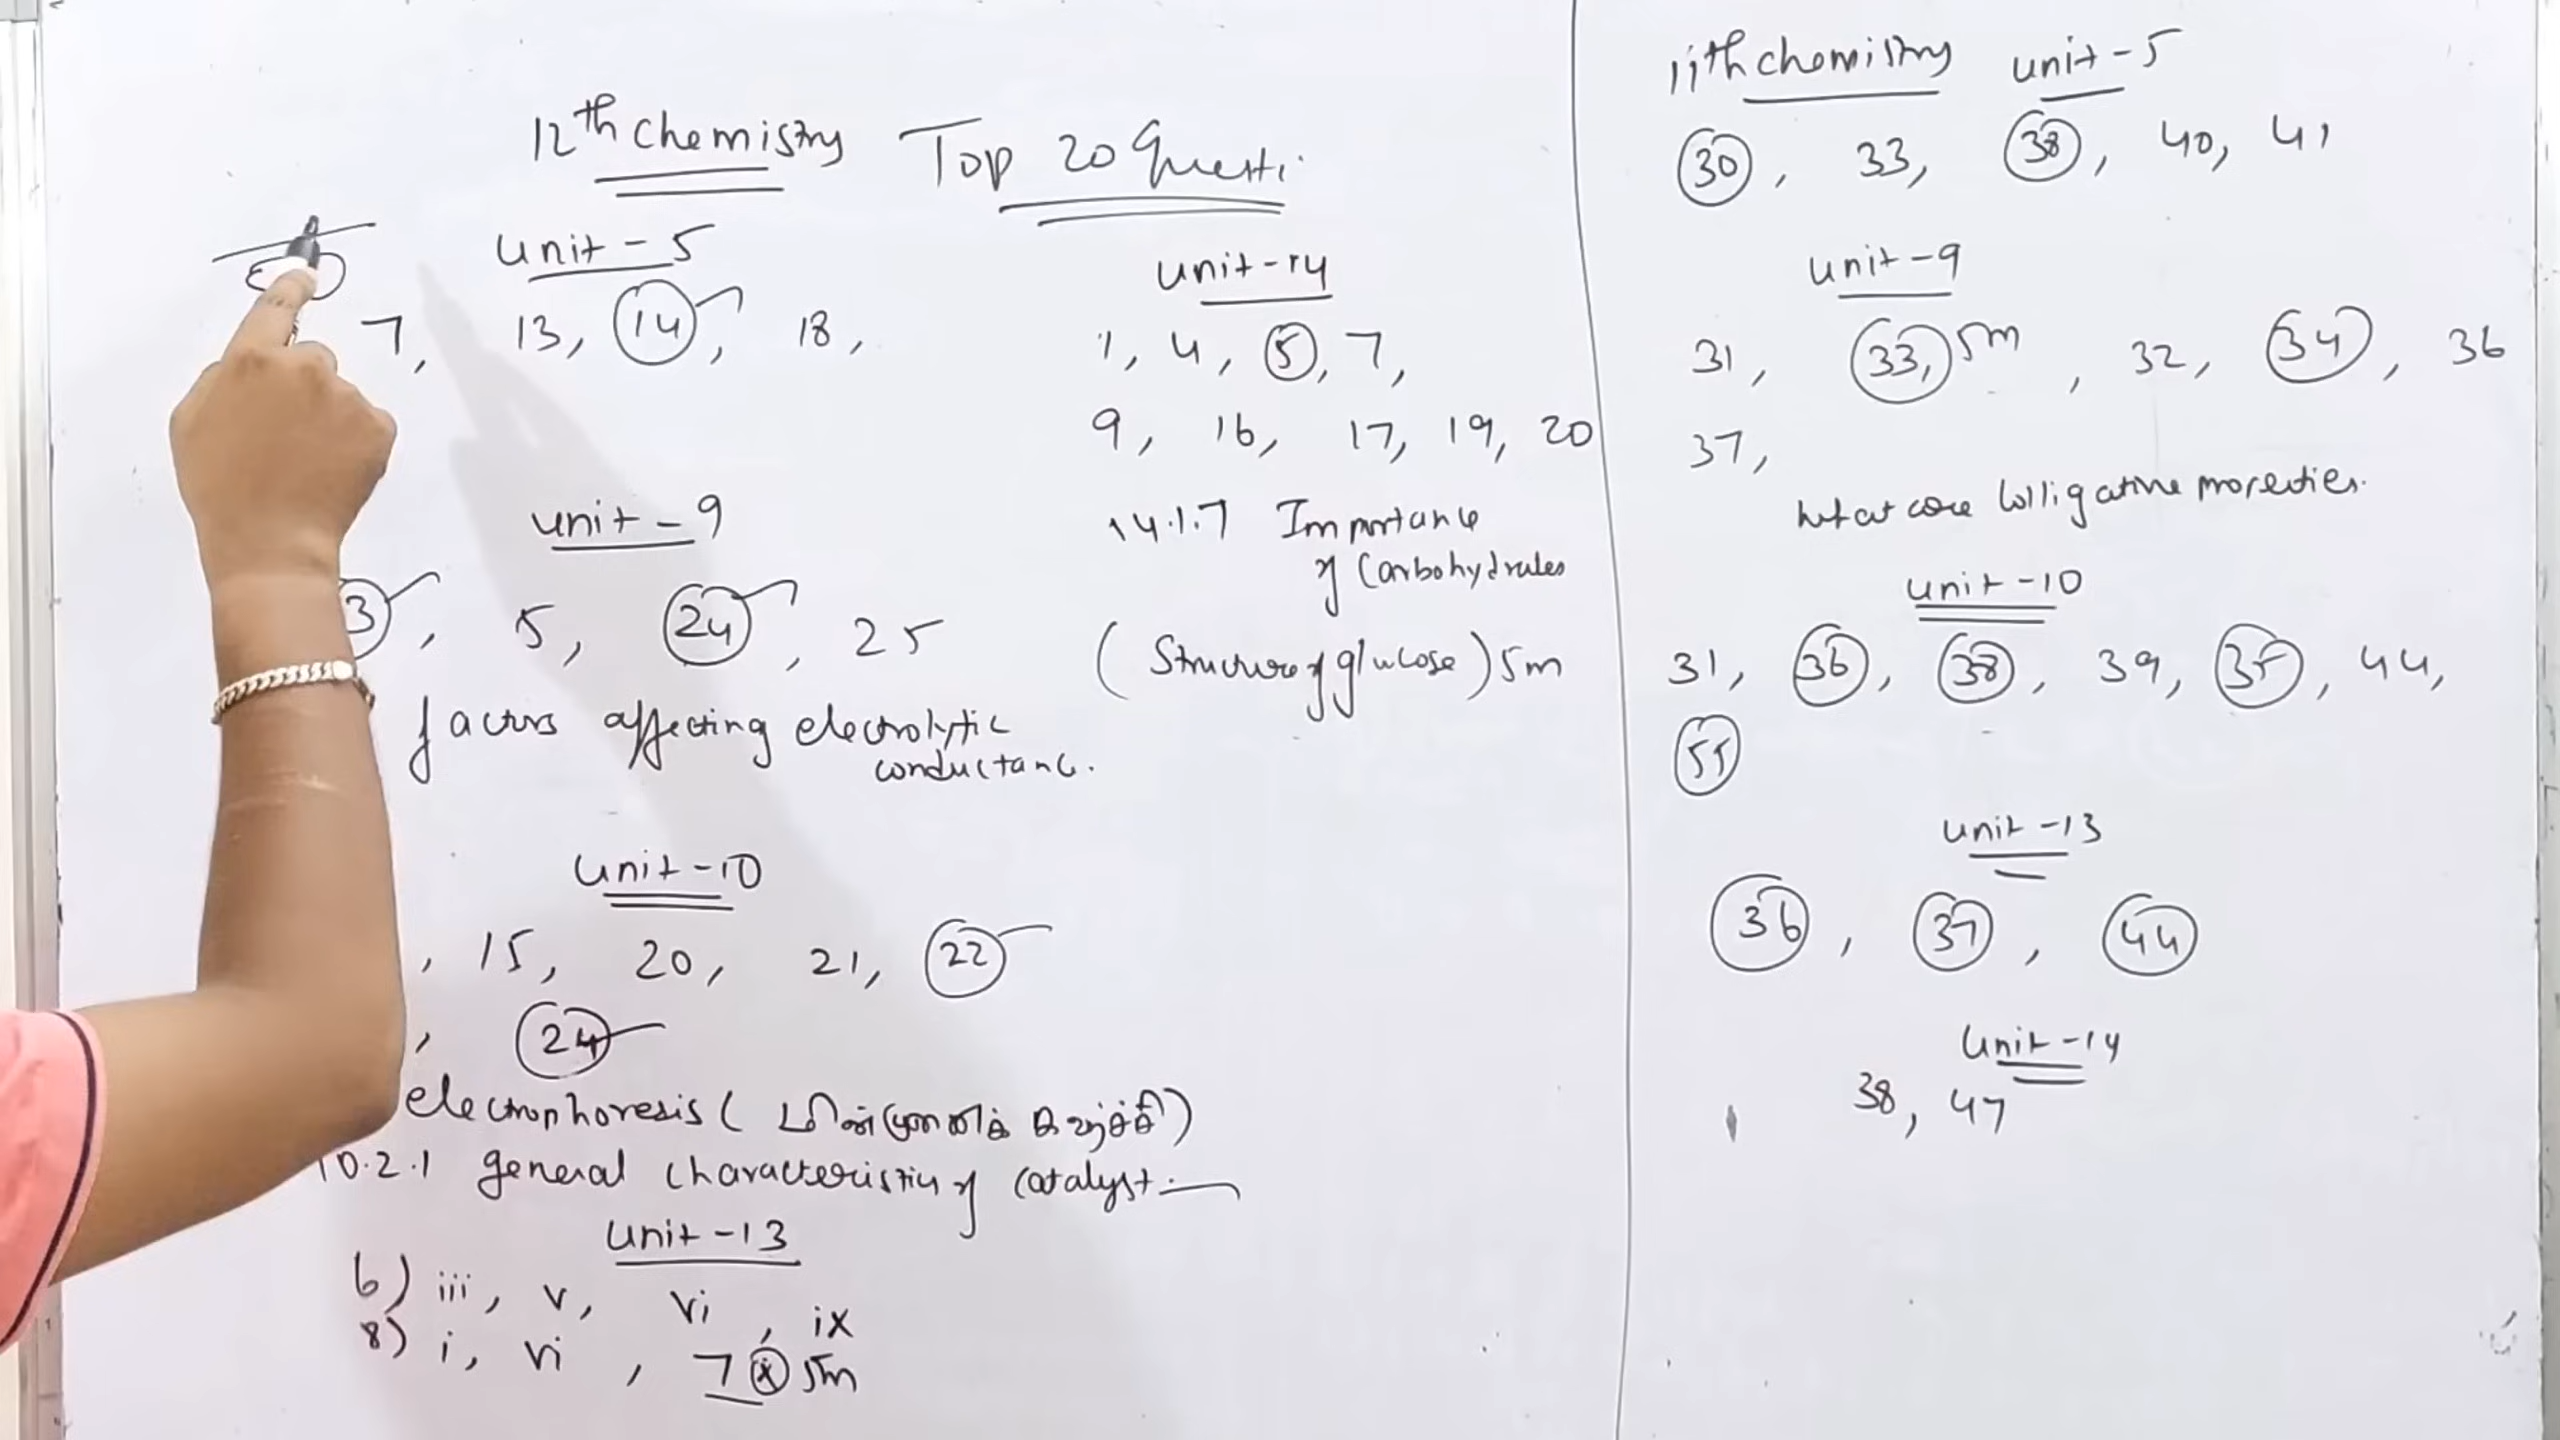 12th Chemistry Top 20 Questi
unit - 5
7, 13, 14, 18,
unit - 9
3, 5, 24, 25
factors affecting electrolytic
conductance.
unit - 10
, 15, 20, 21, 22
, 24
electrophoresis (
10.2.1 general characteristics of catalyst.
unit - 13
6) iii, v, vi, ix
8) i, vi, 7 x 5m
unit - 14
1, 4, 5, 7,
9, 16, 17, 19, 20
14.1.7 Importance
of Carbohydrates
(Structure of glucose) 5m
11th chemistry unit - 5
30, 33, 38, 40, 41
unit - 9
31, 33, 5m, 32, 34, 36
37,
what are colligative properties.
unit - 10
31, 36, 38, 39, 35, 44,
55
unit - 13
36, 37, 44
unit - 14
38, 47